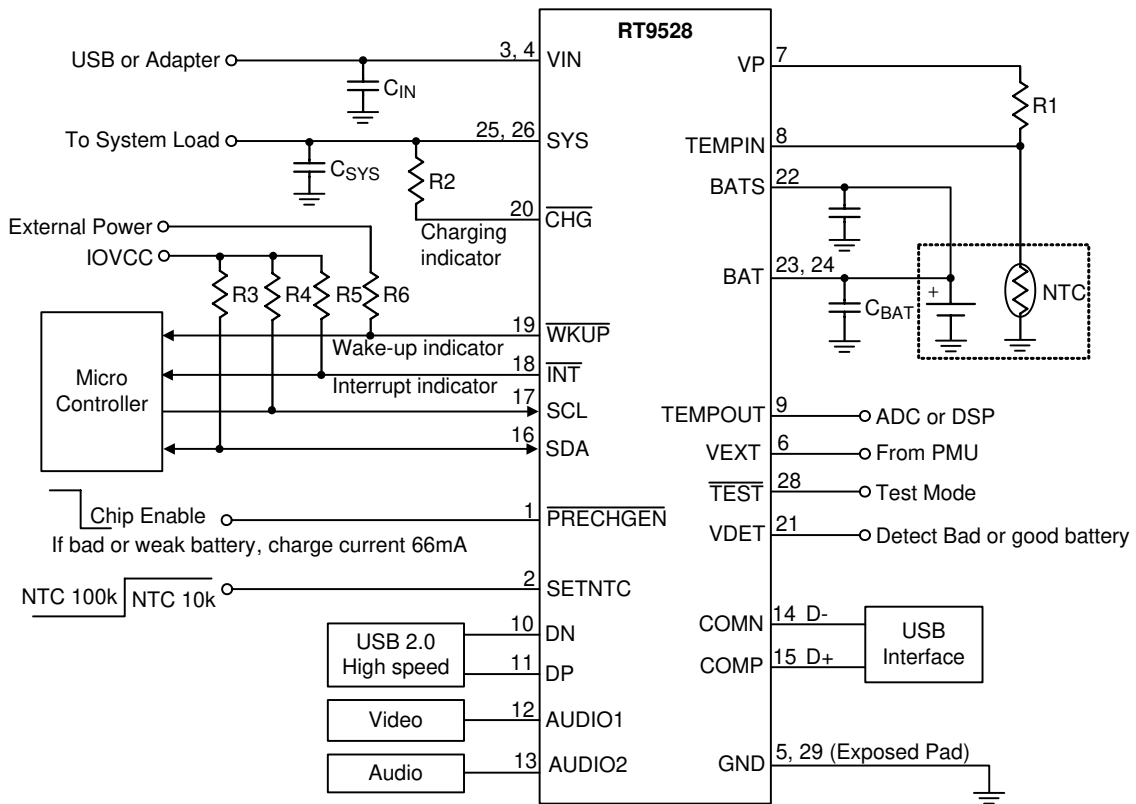 RT9528
USB or Adapter
3, 4
VIN
C_IN
To System Load
25, 26
SYS
C_SYS
R2
20
CHG
Charging
indicator
External Power
IOVCC
R3
R4
R5
R6
Micro
Controller
19
WKUP
Wake-up indicator
18
INT
Interrupt indicator
17
SCL
16
SDA
Chip Enable
1
PRECHGEN
If bad or weak battery, charge current 66mA
NTC 100k
NTC 10k
2
SETNTC
USB 2.0
High speed
10
DN
11
DP
Video
12
AUDIO1
Audio
13
AUDIO2
VP
7
R1
TEMPIN
8
BATS
22
BAT
23, 24
C_BAT
+
NTC
TEMPOUT
9
ADC or DSP
VEXT
6
From PMU
TEST
28
Test Mode
VDET
21
Detect Bad or good battery
COMN
14 D-
COMP
15 D+
USB
Interface
GND
5, 29 (Exposed Pad)